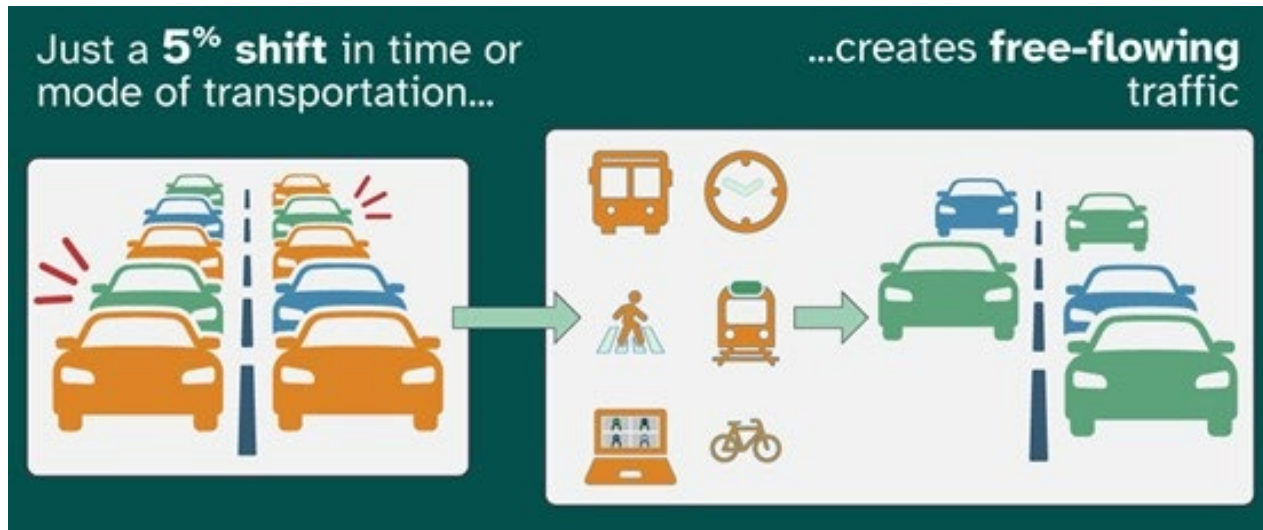 Just a 5% shift in time or
mode of transportation...
...creates free-flowing
traffic